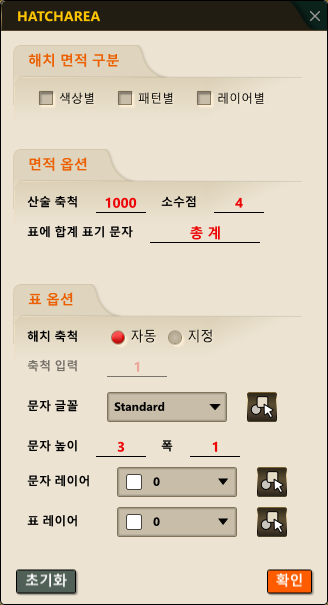 HATCHAREA
해치 면적 구분
색상별 패턴별 레이어별
면적 옵션
산술 축척 1000 소수점 4
표에 합계 표기 문자 총 계
표 옵션
해치 축척 자동 지정
축척 입력 1
문자 글꼴 Standard
문자 높이 3 폭 1
문자 레이어 0
표 레이어 0
초기화 확인